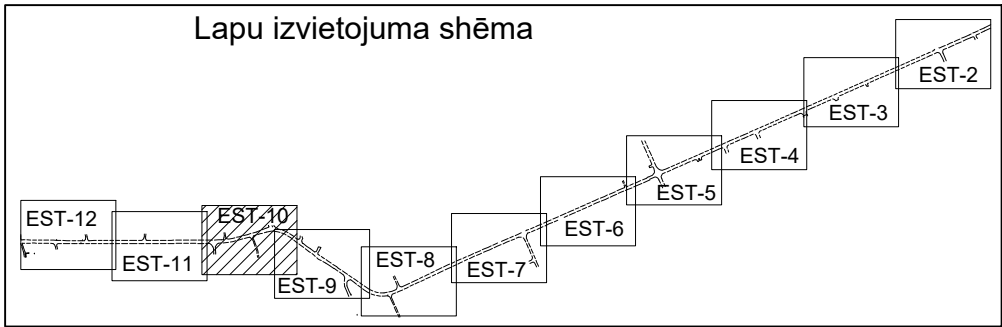 Lapu izvietojuma shēma
EST-2
EST-3
EST-4
EST-5
EST-6
EST-7
EST-8
EST-9
EST-10
EST-11
EST-12